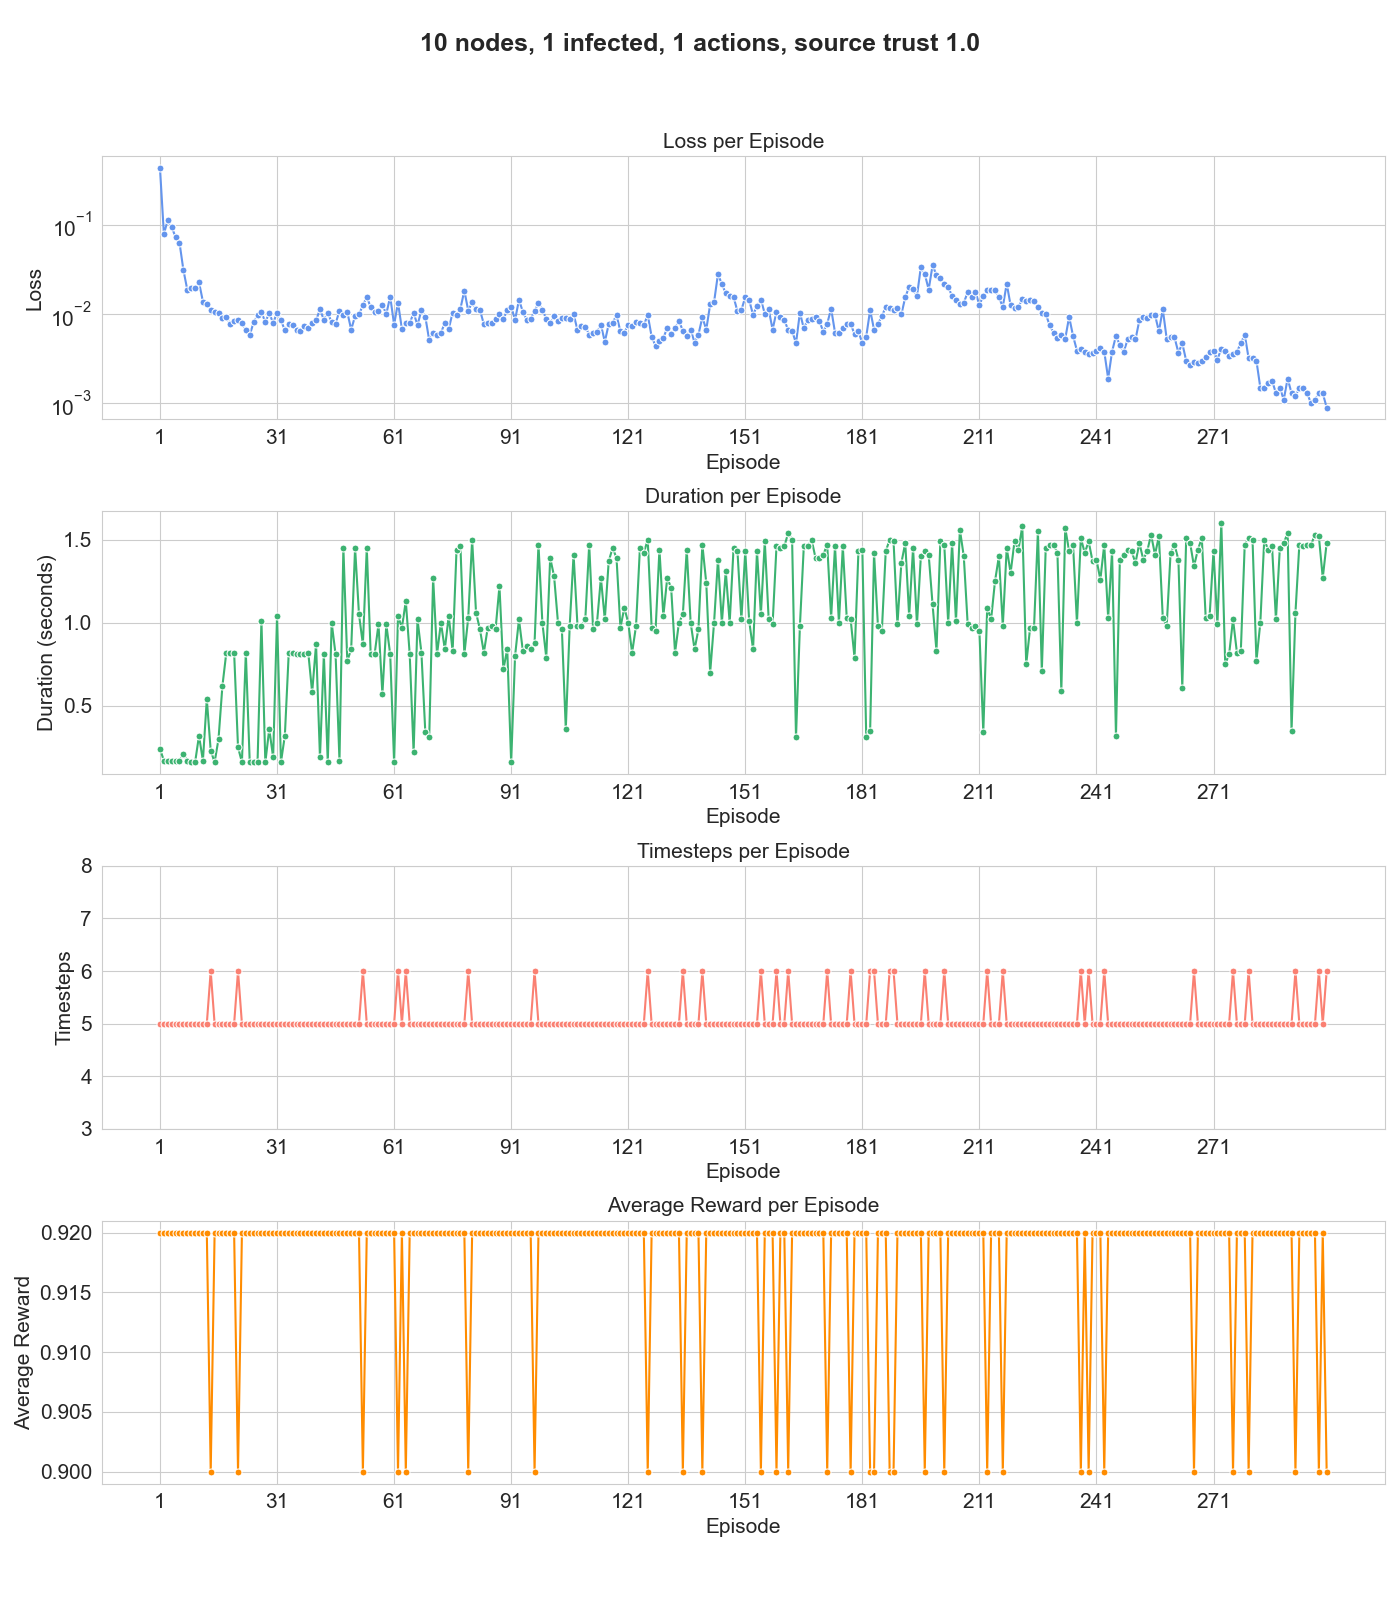 10 nodes, 1 infected, 1 actions, source trust 1.0
Loss per Episode
10⁻¹
10⁻²
10⁻³
Loss
1 31 61 91 121 151 181 211 241 271
Episode
Duration per Episode
1.5
1.0
0.5
Duration (seconds)
1 31 61 91 121 151 181 211 241 271
Episode
Timesteps per Episode
8
7
6
5
4
3
Timesteps
1 31 61 91 121 151 181 211 241 271
Episode
Average Reward per Episode
0.920
0.915
0.910
0.905
0.900
Average Reward
1 31 61 91 121 151 181 211 241 271
Episode